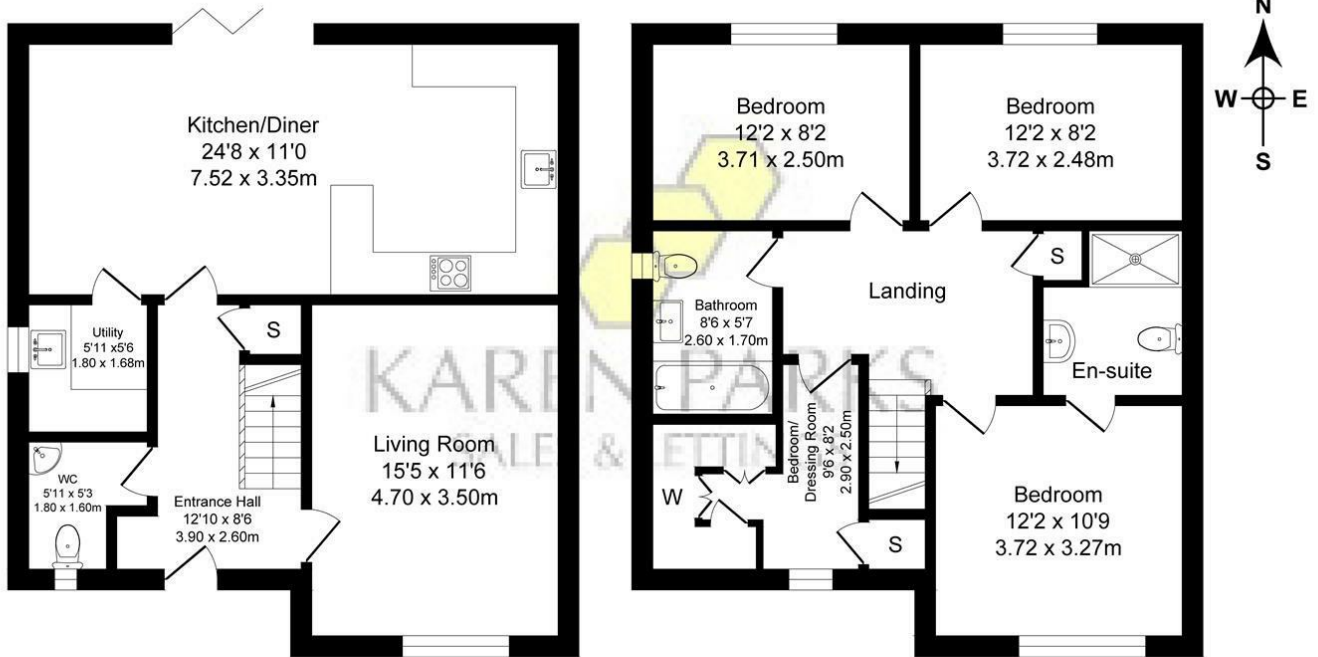 Kitchen/Diner
24'8 x 11'0
7.52 x 3.35m
Utility
5'11 x5'6
1.80 x 1.68m
S
WC
5'11 x 5'3
1.80 x 1.60m
Entrance Hall
12'10 x 8'6
3.90 x 2.60m
Living Room
15'5 x 11'6
4.70 x 3.50m
KAREN PARKS
SALES & LETTINGS
Bedroom
12'2 x 8'2
3.71 x 2.50m
Bedroom
12'2 x 8'2
3.72 x 2.48m
Bathroom
8'6 x 5'7
2.60 x 1.70m
Landing
S
En-suite
W
Bedroom/
Dressing Room
9'6 x 8'2
2.90 x 2.50m
S
Bedroom
12'2 x 10'9
3.72 x 3.27m
N
W E
S